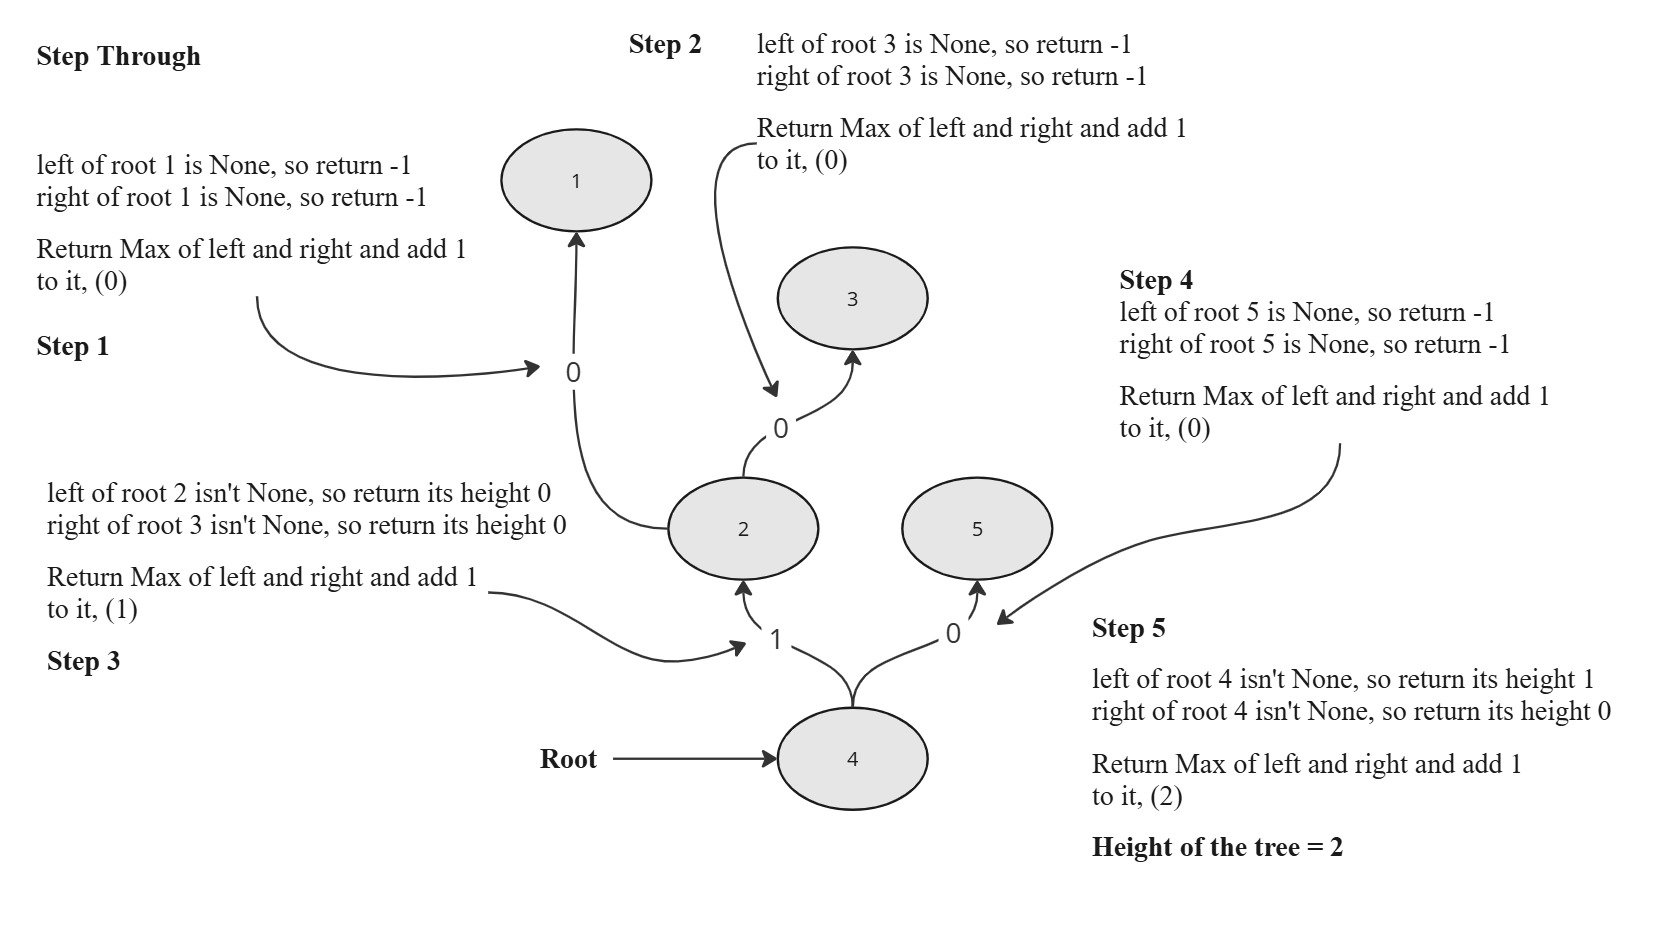 Step Through
left of root 1 is None, so return -1
right of root 1 is None, so return -1
Return Max of left and right and add 1
to it, (0)
Step 1
Step 2
left of root 3 is None, so return -1
right of root 3 is None, so return -1
Return Max of left and right and add 1
to it, (0)
1
3
0
0
left of root 2 isn't None, so return its height 0
right of root 3 isn't None, so return its height 0
Return Max of left and right and add 1
to it, (1)
Step 3
2
5
1
0
Root
4
Step 4
left of root 5 is None, so return -1
right of root 5 is None, so return -1
Return Max of left and right and add 1
to it, (0)
Step 5
left of root 4 isn't None, so return its height 1
right of root 4 isn't None, so return its height 0
Return Max of left and right and add 1
to it, (2)
Height of the tree = 2